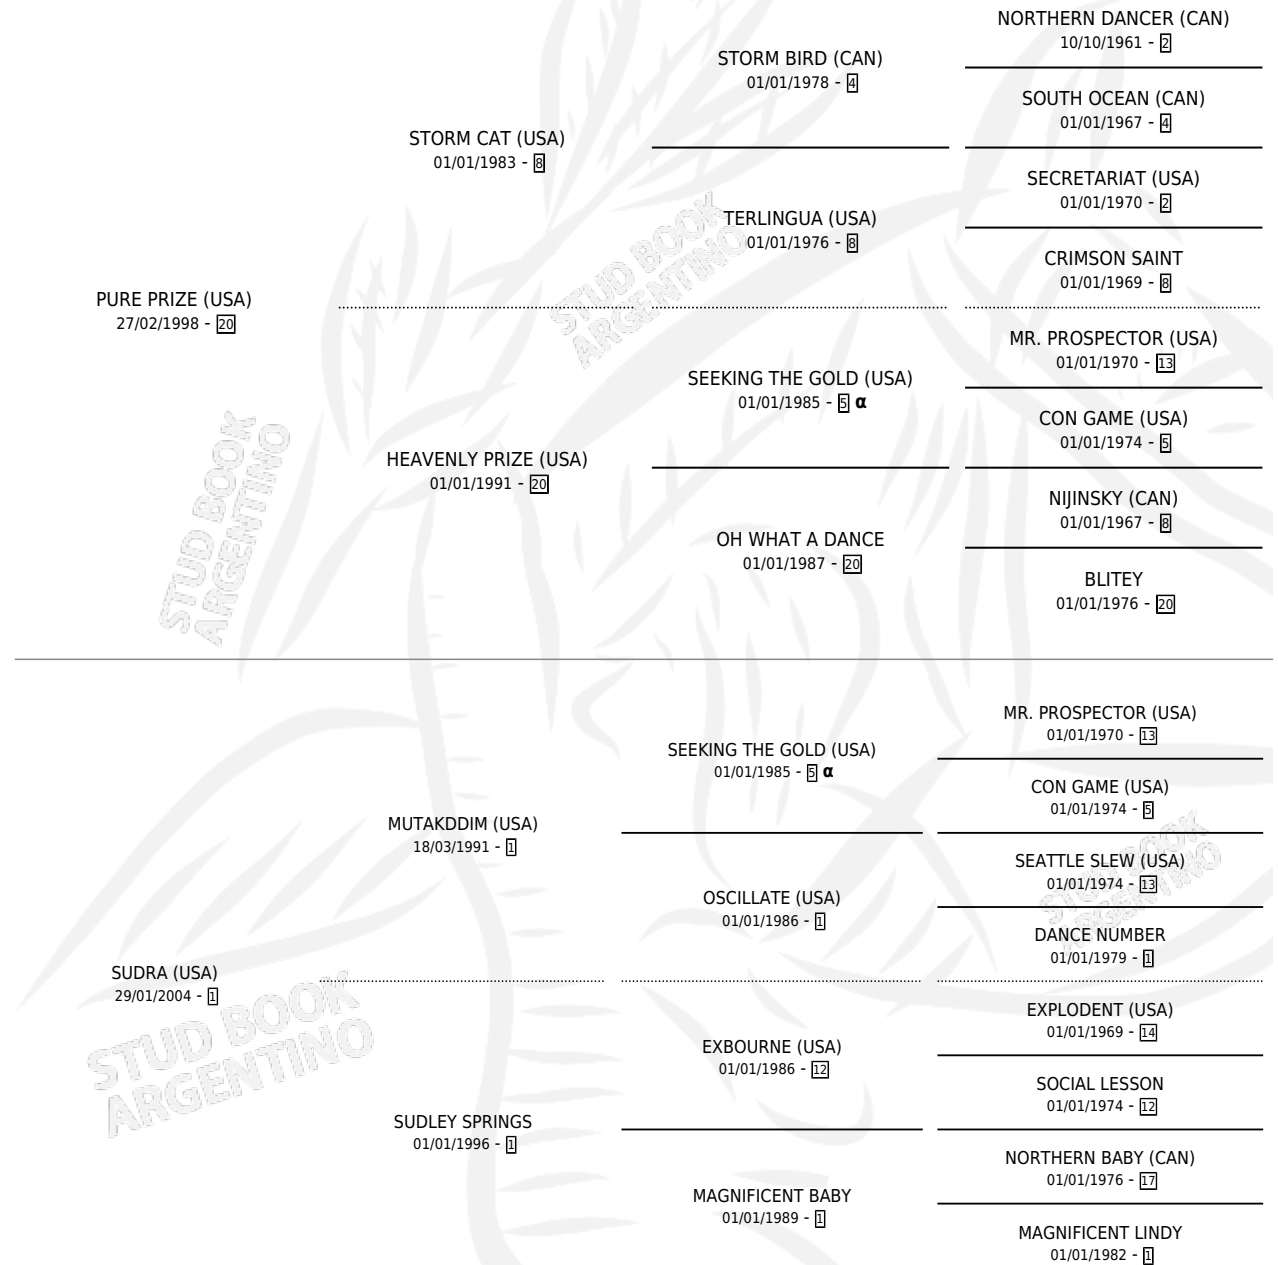 NORTHERN DANCER (CAN)
10/10/1961 - 2
STORM BIRD (CAN)
01/01/1978 - 4
SOUTH OCEAN (CAN)
01/01/1967 - 4
STORM CAT (USA)
01/01/1983 - 8
SECRETARIAT (USA)
01/01/1970 - 2
TERLINGUA (USA)
01/01/1976 - 8
CRIMSON SAINT
01/01/1969 - 8
PURE PRIZE (USA)
27/02/1998 - 20
MR. PROSPECTOR (USA)
01/01/1970 - 13
SEEKING THE GOLD (USA)
01/01/1985 - 5 α
CON GAME (USA)
01/01/1974 - 5
HEAVENLY PRIZE (USA)
01/01/1991 - 20
NIJINSKY (CAN)
01/01/1967 - 8
OH WHAT A DANCE
01/01/1987 - 20
BLITEY
01/01/1976 - 20
MR. PROSPECTOR (USA)
01/01/1970 - 13
SEEKING THE GOLD (USA)
01/01/1985 - 5 α
CON GAME (USA)
01/01/1974 - 5
MUTAKDDIM (USA)
18/03/1991 - 1
SEATTLE SLEW (USA)
01/01/1974 - 13
OSCILLATE (USA)
01/01/1986 - 1
DANCE NUMBER
01/01/1979 - 1
SUDRA (USA)
29/01/2004 - 1
EXPLODENT (USA)
01/01/1969 - 14
EXBOURNE (USA)
01/01/1986 - 12
SOCIAL LESSON
01/01/1974 - 12
SUDLEY SPRINGS
01/01/1996 - 1
NORTHERN BABY (CAN)
01/01/1976 - 17
MAGNIFICENT BABY
01/01/1989 - 1
MAGNIFICENT LINDY
01/01/1982 - 1
STUD BOOK
ARGENTINO
STUD BOOK
ARGENTINO
STUD BOOK
ARGENTINO
STUD BOOK
ARGENTINO